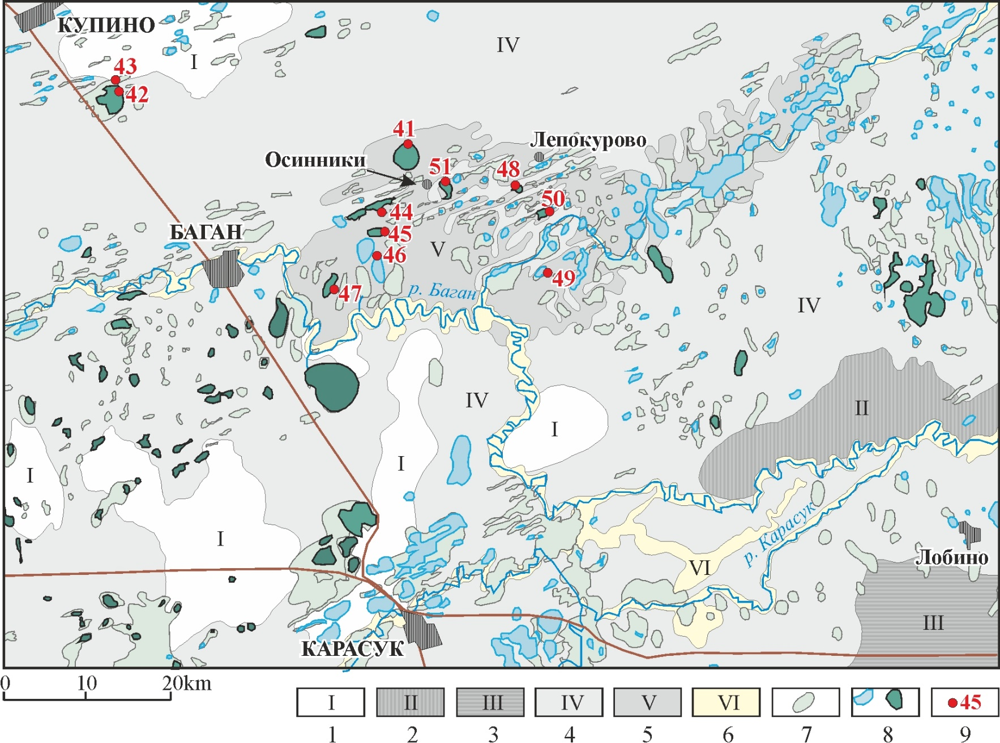 КУПИНО
I
IV
43
42
41
Лепокурово
Осинники
51
48
50
44
БАГАН
45
V
46
49
47
р. Баган
IV
IV
II
I
I
I
р. Карасук
I
Лобино
VI
III
КАРАСУК
0 10 20km
I II III IV V VI 45
1 2 3 4 5 6 7 8 9